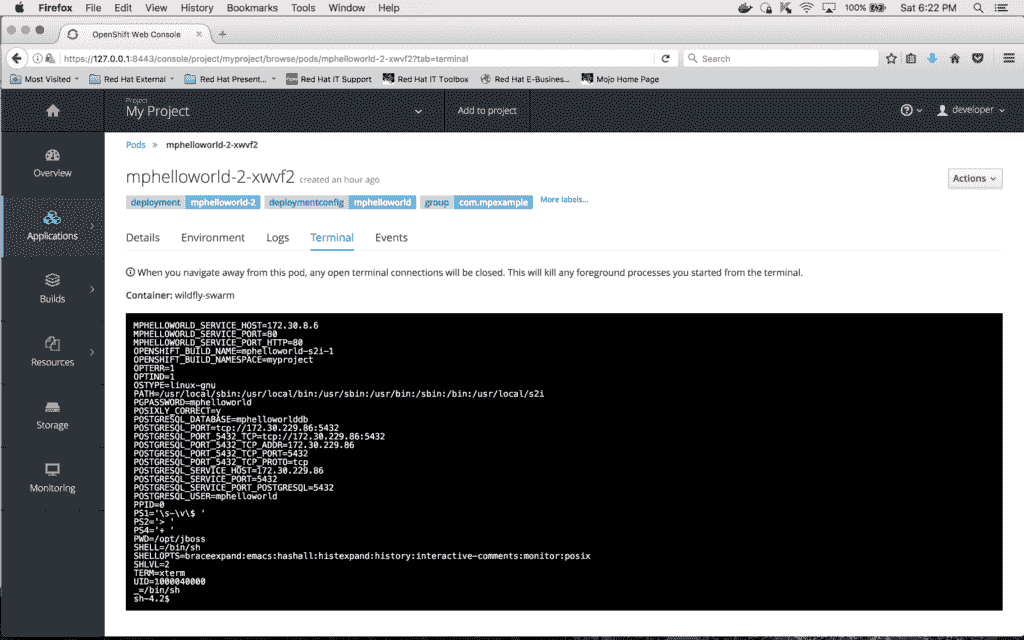 Firefox File Edit View History Bookmarks Tools Window Help 100% Sat 6:22 PM
OpenShift Web Console
https://127.0.0.1:8443/console/project/myproject/browse/pods/mphelloworld-2-xwvf2?tab=terminal Search
Most Visited Red Hat External Red Hat Present... Red Hat IT Support Red Hat IT Toolbox Red Hat E-Busines... Mojo Home Page
Project
My Project Add to project developer
Pods » mphelloworld-2-xwvf2
Overview
mphelloworld-2-xwvf2 created an hour ago Actions
deployment mphelloworld-2 deploymentconfig mphelloworld group com.mpexample More labels...
Applications
Details Environment Logs Terminal Events
When you navigate away from this pod, any open terminal connections will be closed. This will kill any foreground processes you started from the terminal.
Builds
Container: wildfly-swarm
Resources
Storage
Monitoring
MPHELLOWORLD_SERVICE_HOST=172.30.8.6
MPHELLOWORLD_SERVICE_PORT=80
MPHELLOWORLD_SERVICE_PORT_HTTP=80
OPENSHIFT_BUILD_NAME=mphelloworld-s2i-1
OPENSHIFT_BUILD_NAMESPACE=myproject
OPTERR=1
OPTIND=1
OSTYPE=linux-gnu
PATH=/usr/local/sbin:/usr/local/bin:/usr/sbin:/usr/bin:/sbin:/bin:/usr/local/s2i
PGPASSWORD=mphelloworld
POSIXLY_CORRECT=y
POSTGRESQL_DATABASE=mphelloworlddb
POSTGRESQL_PORT=tcp://172.30.229.86:5432
POSTGRESQL_PORT_5432_TCP=tcp://172.30.229.86:5432
POSTGRESQL_PORT_5432_TCP_ADDR=172.30.229.86
POSTGRESQL_PORT_5432_TCP_PORT=5432
POSTGRESQL_PORT_5432_TCP_PROTO=tcp
POSTGRESQL_SERVICE_HOST=172.30.229.86
POSTGRESQL_SERVICE_PORT=5432
POSTGRESQL_SERVICE_PORT_POSTGRESQL=5432
POSTGRESQL_USER=mphelloworld
PPID=0
PS1='\s-\v\$ '
PS2='> '
PS4='+ '
PWD=/opt/jboss
SHELL=/bin/sh
SHELLOPTS=braceexpand:emacs:hashall:histexpand:history:interactive-comments:monitor:posix
SHLVL=2
TERM=xterm
UID=1000040000
_=/bin/sh
sh-4.2$